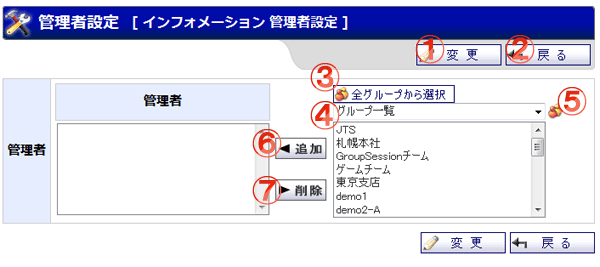 管理者設定 [ インフォメーション 管理者設定 ]
① 変更 ② 戻る
③ 全グループから選択
管理者 ④ グループ一覧 ⑤
管理者
JTS
札幌本社
⑥ ◀ 追加
GroupSessionチーム
ゲームチーム
東京支店
⑦ ▶ 削除
demo1
demo2-A
変更 戻る